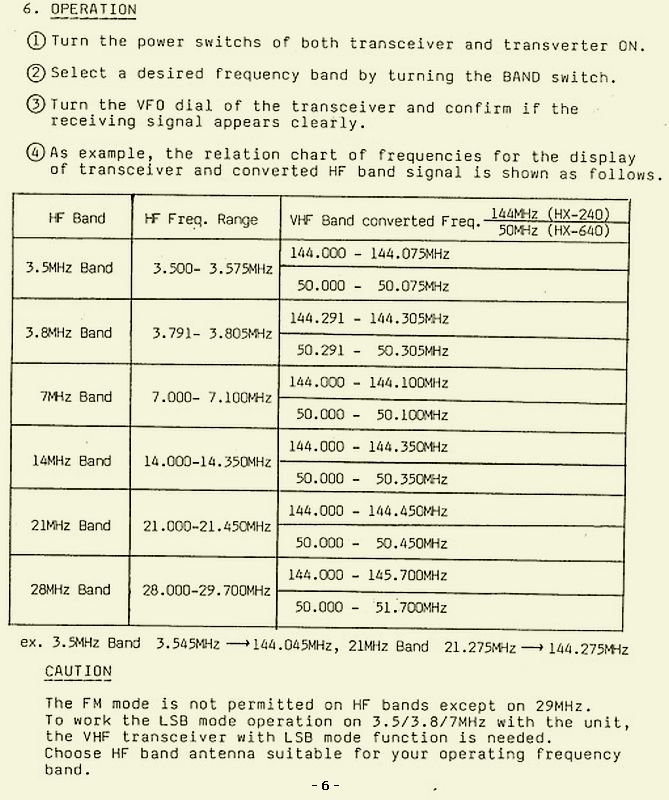 6. OPERATION
① Turn the power switchs of both transceiver and transverter ON.
② Select a desired frequency band by turning the BAND switch.
③ Turn the VFO dial of the transceiver and confirm if the
receiving signal appears clearly.
④ As example, the relation chart of frequencies for the display
of transceiver and converted HF band signal is shown as follows.
HF Band HF Freq. Range VHF Band converted Freq. 144MHz (HX-240)
50MHz (HX-640)
3.5MHz Band 3.500- 3.575MHz 144.000 - 144.075MHz
50.000 - 50.075MHz
3.8MHz Band 3.791- 3.805MHz 144.291 - 144.305MHz
50.291 - 50.305MHz
7MHz Band 7.000- 7.100MHz 144.000 - 144.100MHz
50.000 - 50.100MHz
14MHz Band 14.000-14.350MHz 144.000 - 144.350MHz
50.000 - 50.350MHz
21MHz Band 21.000-21.450MHz 144.000 - 144.450MHz
50.000 - 50.450MHz
28MHz Band 28.000-29.700MHz 144.000 - 145.700MHz
50.000 - 51.700MHz
ex. 3.5MHz Band 3.545MHz → 144.045MHz, 21MHz Band 21.275MHz → 144.275MHz
CAUTION
The FM mode is not permitted on HF bands except on 29MHz.
To work the LSB mode operation on 3.5/3.8/7MHz with the unit,
the VHF transceiver with LSB mode function is needed.
Choose HF band antenna suitable for your operating frequency
band.
- 6 -